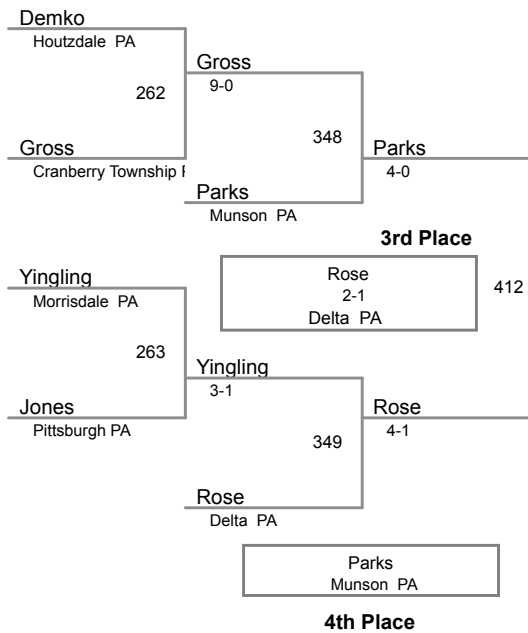 Demko
Houtzdale PA
262
Gross
9-0
Gross
Cranberry Township
348
Parks
4-0
Parks
Munson PA
3rd Place
Rose
2-1
Delta PA
412
Yingling
Morrisdale PA
263
Yingling
3-1
Jones
Pittsburgh PA
349
Rose
4-1
Rose
Delta PA
Parks
Munson PA
4th Place